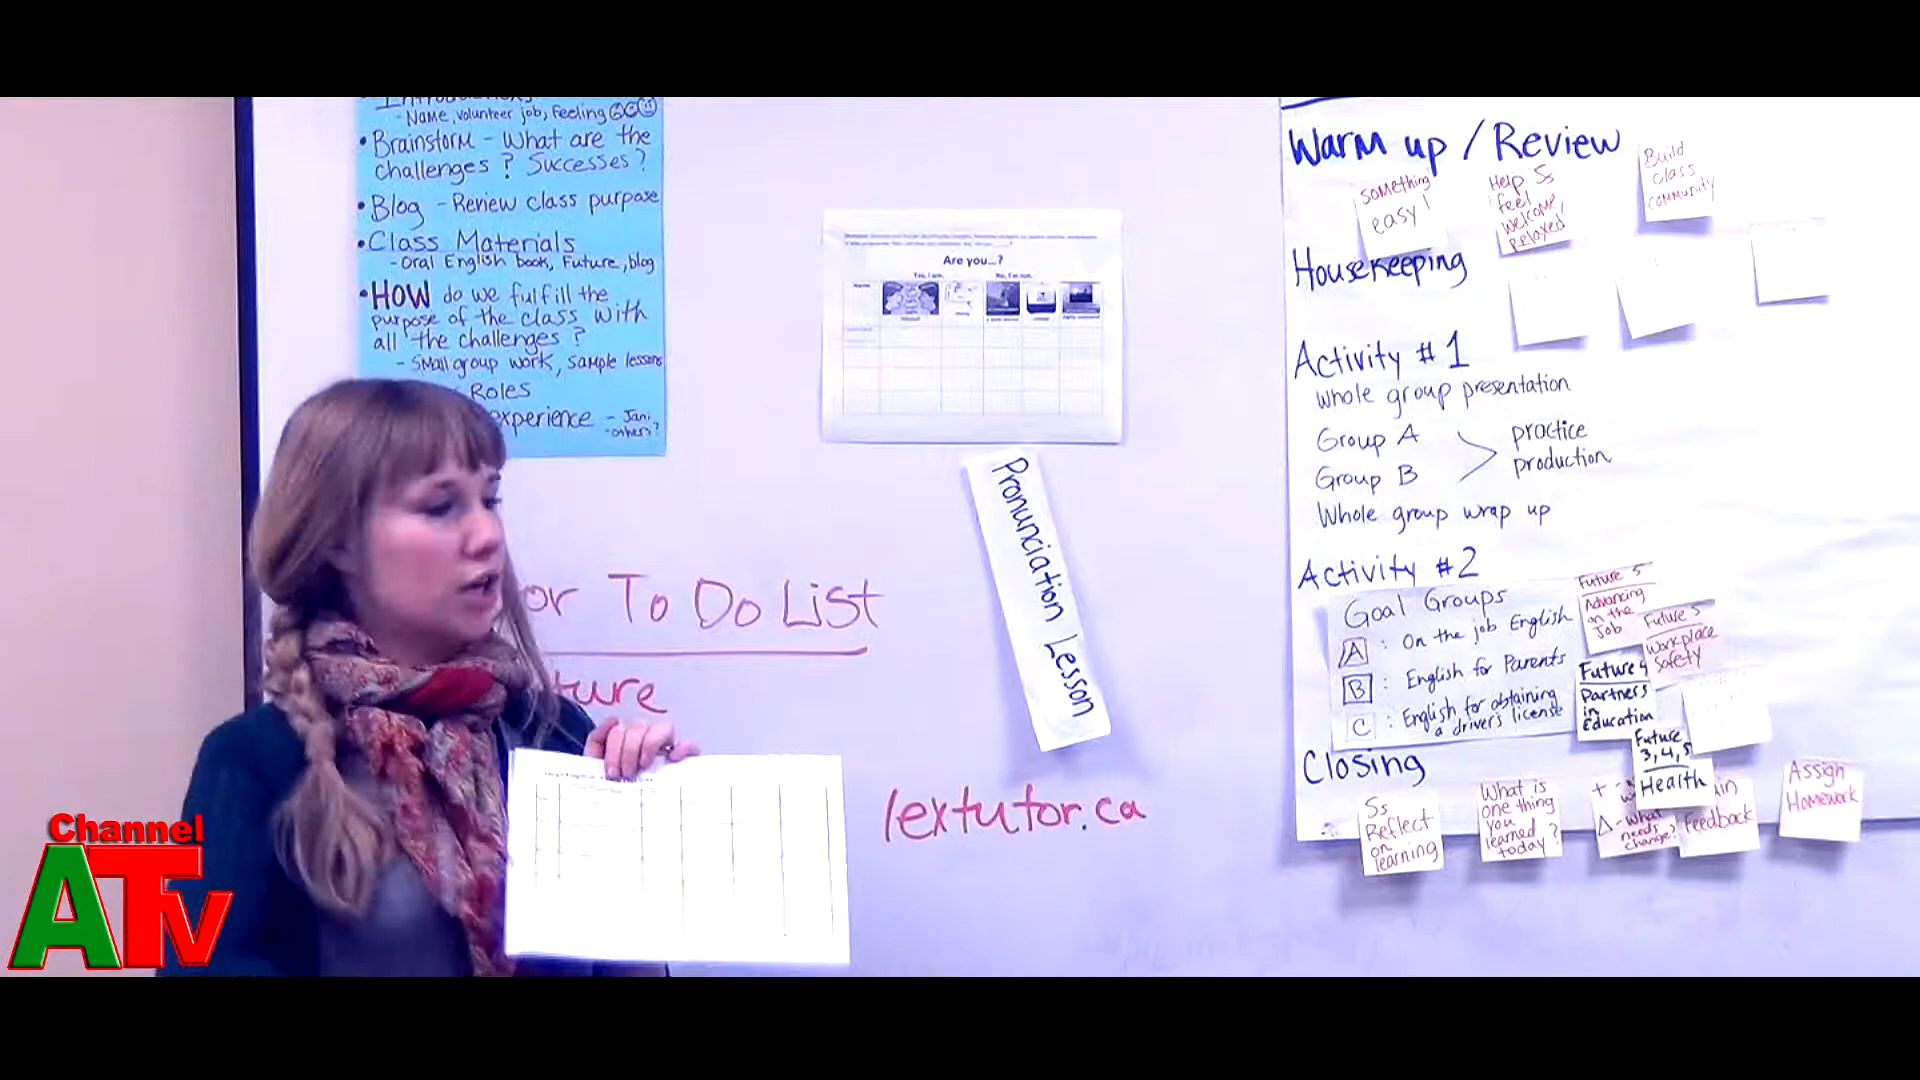 - Name, volunteer job, feeling
• Brainstorm - What are the
challenges? Successes?
• Blog - Review class purpose
• Class Materials
- Oral English book, Future, blog
• HOW do we fulfill the
purpose of the class with
all the challenges?
- Small group work, sample lessons
Roles
experience - Jani,
- others?
Are you...?
Yes, I am.
No, I'm not.
Pronunciation Lesson
or To Do List
ture
lextutor.ca
Warm up / Review
something
easy!
Help Ss
feel
welcome,
relaxed
Build
class
community
Housekeeping
Activity #1
Whole group presentation
Group A
Group B
practice
production
Whole group wrap up
Activity #2
Goal Groups
A : On the job English
B : English for Parents
C : English for obtaining
a driver's license
Future 5
Advancing
on the
Job
Future 5
Workplace
Safety
Future 4
Partners
in
Education
Future
3,4,5
Health
Closing
Ss
Reflect
on
learning
What is
one thing
you
learned
today?
+ -
Δ - what
needs
change?
Feedback
Assign
Homework
Channel
ATv